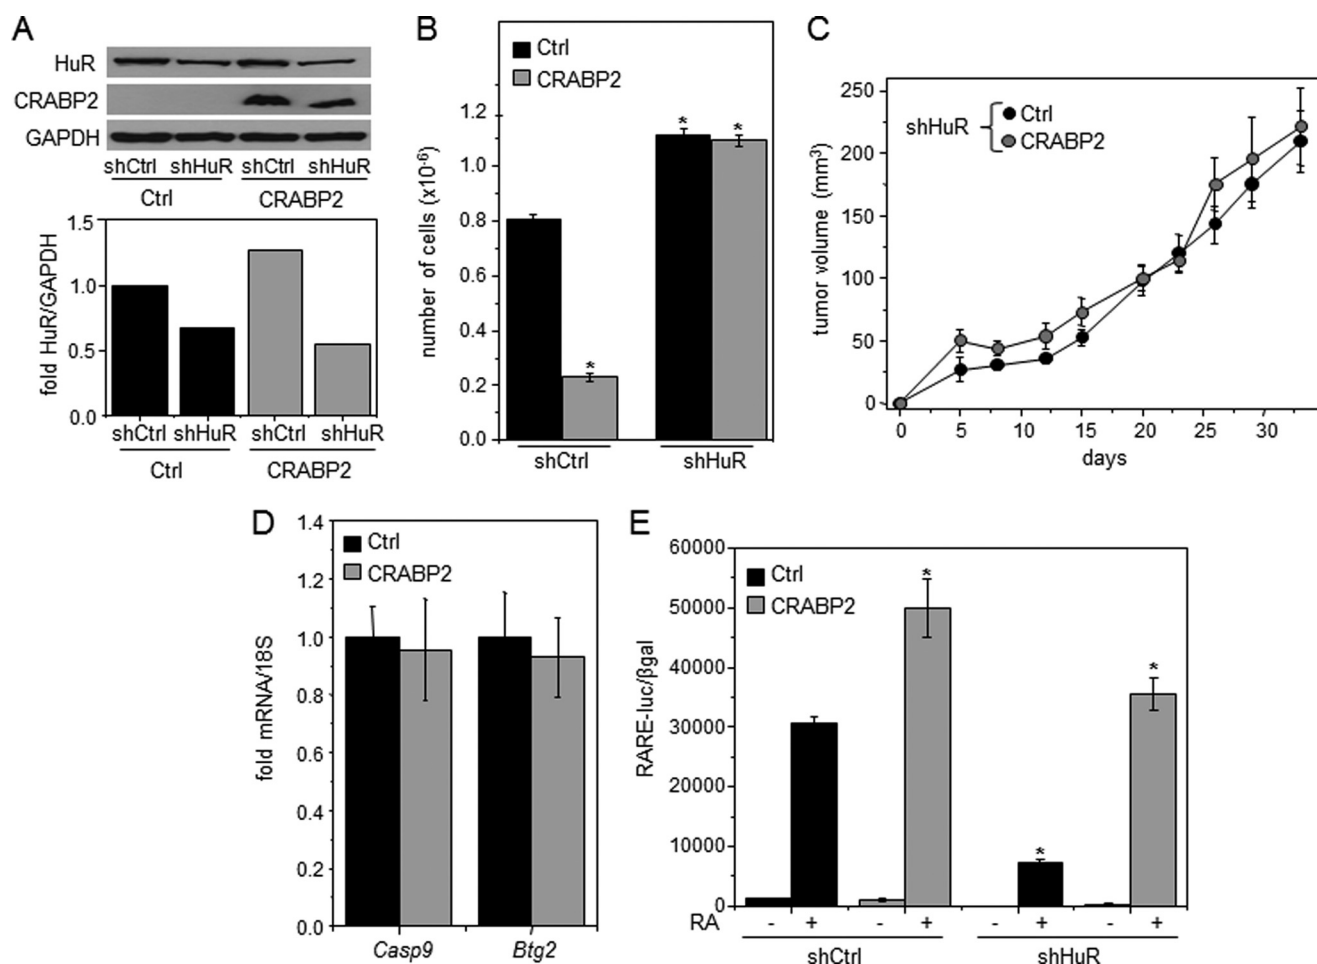 A
HuR
CRABP2
GAPDH
shCtrl shHuR shCtrl shHuR
Ctrl CRABP2
fold HuR/GAPDH
1.5
1.0
0.5
0.0
shCtrl shHuR shCtrl shHuR
Ctrl CRABP2
B
Ctrl
CRABP2
number of cells (x10⁻⁶)
1.2
1.0
0.8
0.6
0.4
0.2
0.0
*
* *
shCtrl shHuR
C
shHuR { Ctrl
CRABP2
tumor volume (mm³)
250
200
150
100
50
0
0 5 10 15 20 25 30
days
D
Ctrl
CRABP2
fold mRNA/18S
1.4
1.2
1.0
0.8
0.6
0.4
0.2
0.0
Casp9 Btg2
E
Ctrl
CRABP2
RARE-luc/βgal
60000
50000
40000
30000
20000
10000
0
*
*
*
RA - + - + - + - +
shCtrl shHuR